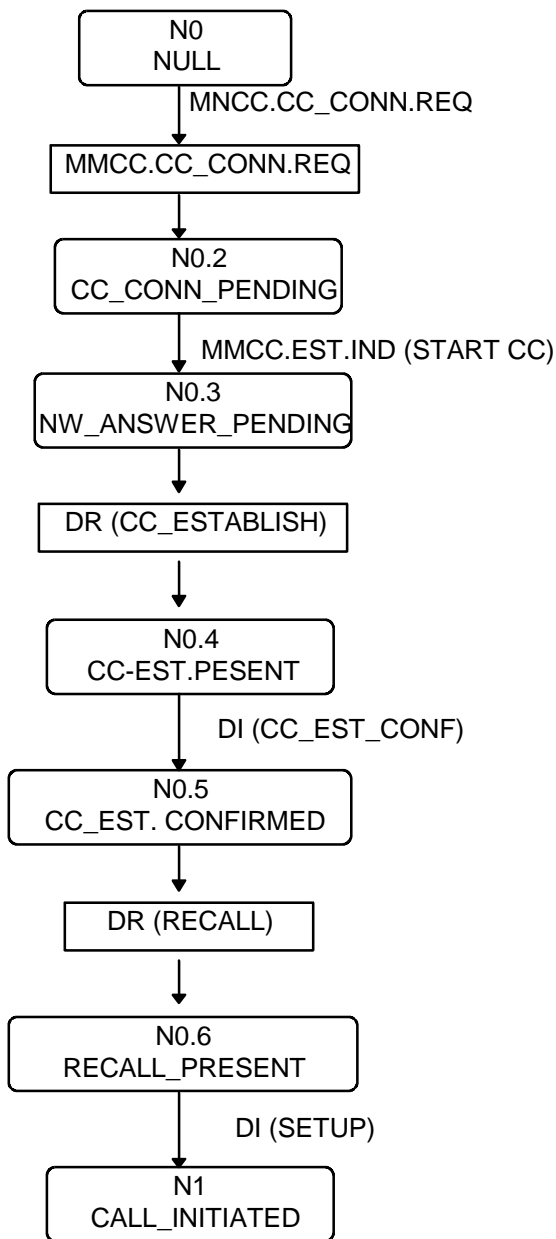 N0
NULL
MNCC.CC_CONN.REQ
MMCC.CC_CONN.REQ
N0.2
CC_CONN_PENDING
MMCC.EST.IND (START CC)
N0.3
NW_ANSWER_PENDING
DR (CC_ESTABLISH)
N0.4
CC-EST.PESENT
DI (CC_EST_CONF)
N0.5
CC_EST. CONFIRMED
DR (RECALL)
N0.6
RECALL_PRESENT
DI (SETUP)
N1
CALL_INITIATED